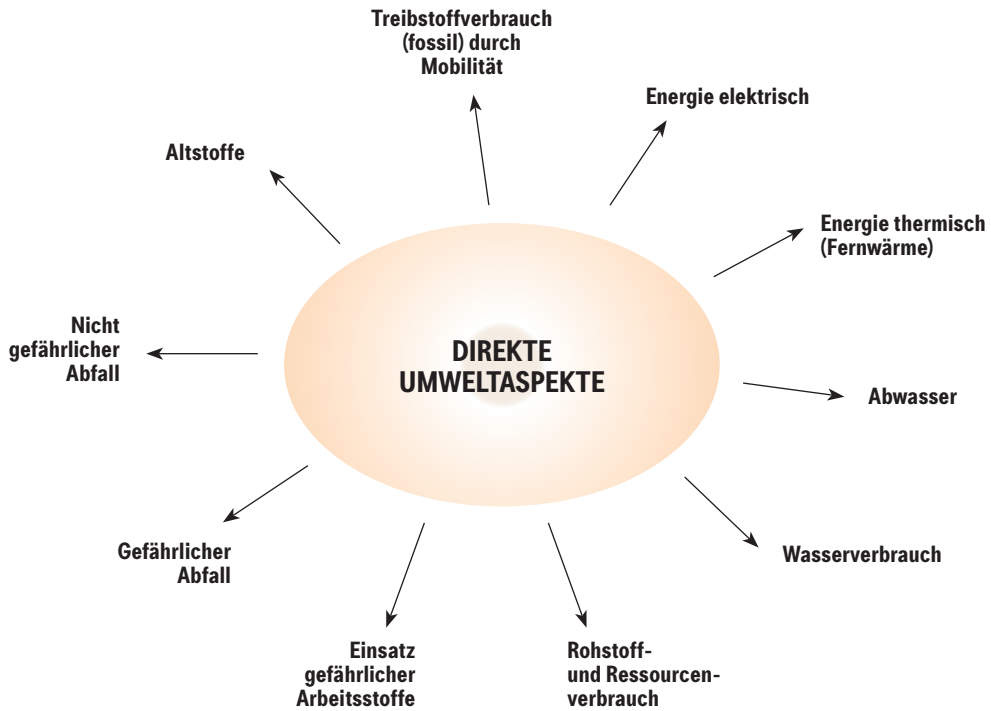 Treibstoffverbrauch
(fossil) durch
Mobilität
Energie elektrisch
Altstoffe
Energie thermisch
(Fernwärme)
Nicht
gefährlicher
Abfall
DIREKTE
UMWELTASPEKTE
Abwasser
Gefährlicher
Abfall
Wasserverbrauch
Einsatz
gefährlicher
Arbeitsstoffe
Rohstoff-
und Ressourcen-
verbrauch